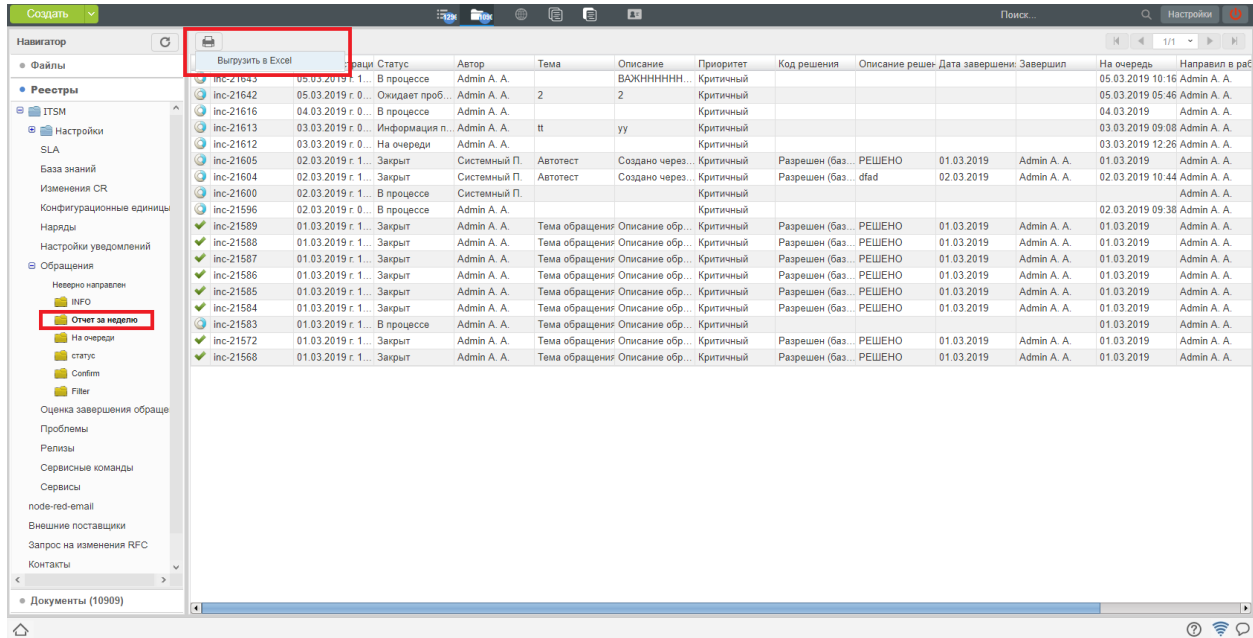 Создать 129K 109K Поиск... Настройки
Навигатор 1/1
Выгрузить в Excel
Файлы
Реестры
ITSM
Настройки
SLA
База знаний
Изменения CR
Конфигурационные единицы
Наряды
Настройки уведомлений
Обращения
Неверно направлен
INFO
Отчет за неделю
На очереди
статус
Confirm
Filter
Оценка завершения обраще
Проблемы
Релизы
Сервисные команды
Сервисы
node-red-email
Внешние поставщики
Запрос на изменения RFC
Контакты
Документы (10909)
раци Статус Автор Тема Описание Приоритет Код решения Описание решен Дата завершени: Завершил На очередь Направил в раб
inc-21643 05.03.2019 г. 1... В процессе Admin A. A. ВАЖННННН... Критичный 05.03.2019 10:16 Admin A. A.
inc-21642 05.03.2019 г. 0... Ожидает проб... Admin A. A. 2 2 Критичный 05.03.2019 05:46 Admin A. A.
inc-21616 04.03.2019 г. 0... В процессе Admin A. A. Критичный 04.03.2019 Admin A. A.
inc-21613 03.03.2019 г. 0... Информация п... Admin A. A. tt yy Критичный 03.03.2019 09:08 Admin A. A.
inc-21612 03.03.2019 г. 0... На очереди Admin A. A. Критичный 03.03.2019 12:26 Admin A. A.
inc-21605 02.03.2019 г. 1... Закрыт Системный П. Автотест Создано через... Критичный Разрешен (баз... РЕШЕНО 01.03.2019 Admin A. A. 01.03.2019 Admin A. A.
inc-21604 02.03.2019 г. 1... Закрыт Системный П. Автотест Создано через... Критичный Разрешен (баз... dfad 02.03.2019 Admin A. A. 02.03.2019 10:44 Admin A. A.
inc-21600 02.03.2019 г. 1... В процессе Системный П. Критичный Admin A. A.
inc-21596 02.03.2019 г. 0... В процессе Admin A. A. Критичный 02.03.2019 09:38 Admin A. A.
inc-21589 01.03.2019 г. 1... Закрыт Admin A. A. Тема обращения Описание обр... Критичный Разрешен (баз... РЕШЕНО 01.03.2019 Admin A. A. 01.03.2019 Admin A. A.
inc-21588 01.03.2019 г. 1... Закрыт Admin A. A. Тема обращения Описание обр... Критичный Разрешен (баз... РЕШЕНО 01.03.2019 Admin A. A. 01.03.2019 Admin A. A.
inc-21587 01.03.2019 г. 1... Закрыт Admin A. A. Тема обращения Описание обр... Критичный Разрешен (баз... РЕШЕНО 01.03.2019 Admin A. A. 01.03.2019 Admin A. A.
inc-21586 01.03.2019 г. 1... Закрыт Admin A. A. Тема обращения Описание обр... Критичный Разрешен (баз... РЕШЕНО 01.03.2019 Admin A. A. 01.03.2019 Admin A. A.
inc-21585 01.03.2019 г. 1... Закрыт Admin A. A. Тема обращения Описание обр... Критичный Разрешен (баз... РЕШЕНО 01.03.2019 Admin A. A. 01.03.2019 Admin A. A.
inc-21584 01.03.2019 г. 1... Закрыт Admin A. A. Тема обращения Описание обр... Критичный Разрешен (баз... РЕШЕНО 01.03.2019 Admin A. A. 01.03.2019 Admin A. A.
inc-21583 01.03.2019 г. 1... В процессе Admin A. A. Тема обращения Описание обр... Критичный 01.03.2019 Admin A. A.
inc-21572 01.03.2019 г. 1... Закрыт Admin A. A. Тема обращения Описание обр... Критичный Разрешен (баз... РЕШЕНО 01.03.2019 Admin A. A. 01.03.2019 Admin A. A.
inc-21568 01.03.2019 г. 1... Закрыт Admin A. A. Тема обращения Описание обр... Критичный Разрешен (баз... РЕШЕНО 01.03.2019 Admin A. A. 01.03.2019 Admin A. A.